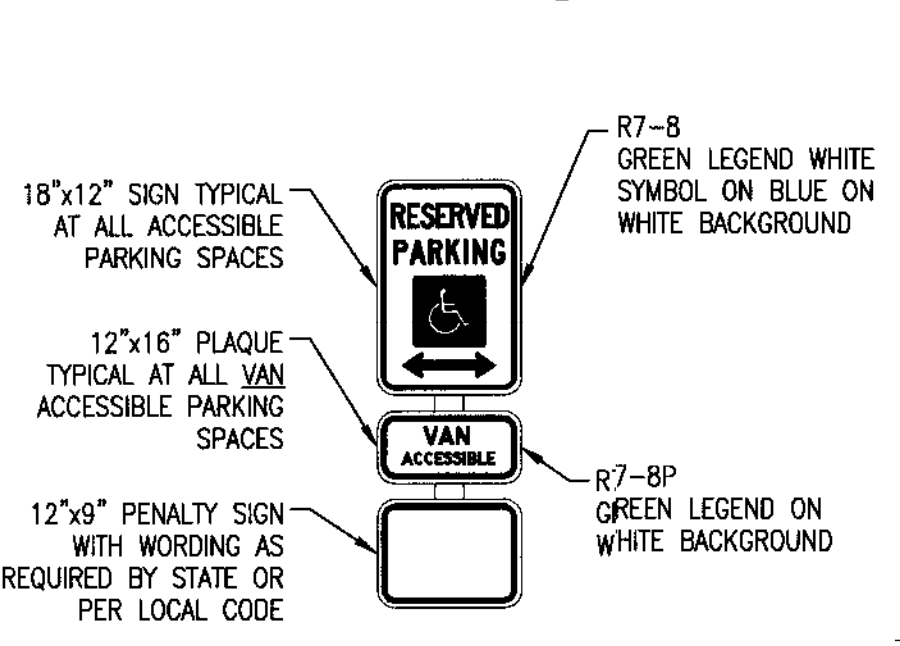 R7-8
GREEN LEGEND WHITE
SYMBOL ON BLUE ON
WHITE BACKGROUND
18"x12" SIGN TYPICAL
AT ALL ACCESSIBLE
PARKING SPACES
RESERVED
PARKING
12"x16" PLAQUE
TYPICAL AT ALL VAN
ACCESSIBLE PARKING
SPACES
VAN
ACCESSIBLE
R7-8P
GREEN LEGEND ON
WHITE BACKGROUND
12"x9" PENALTY SIGN
WITH WORDING AS
REQUIRED BY STATE OR
PER LOCAL CODE